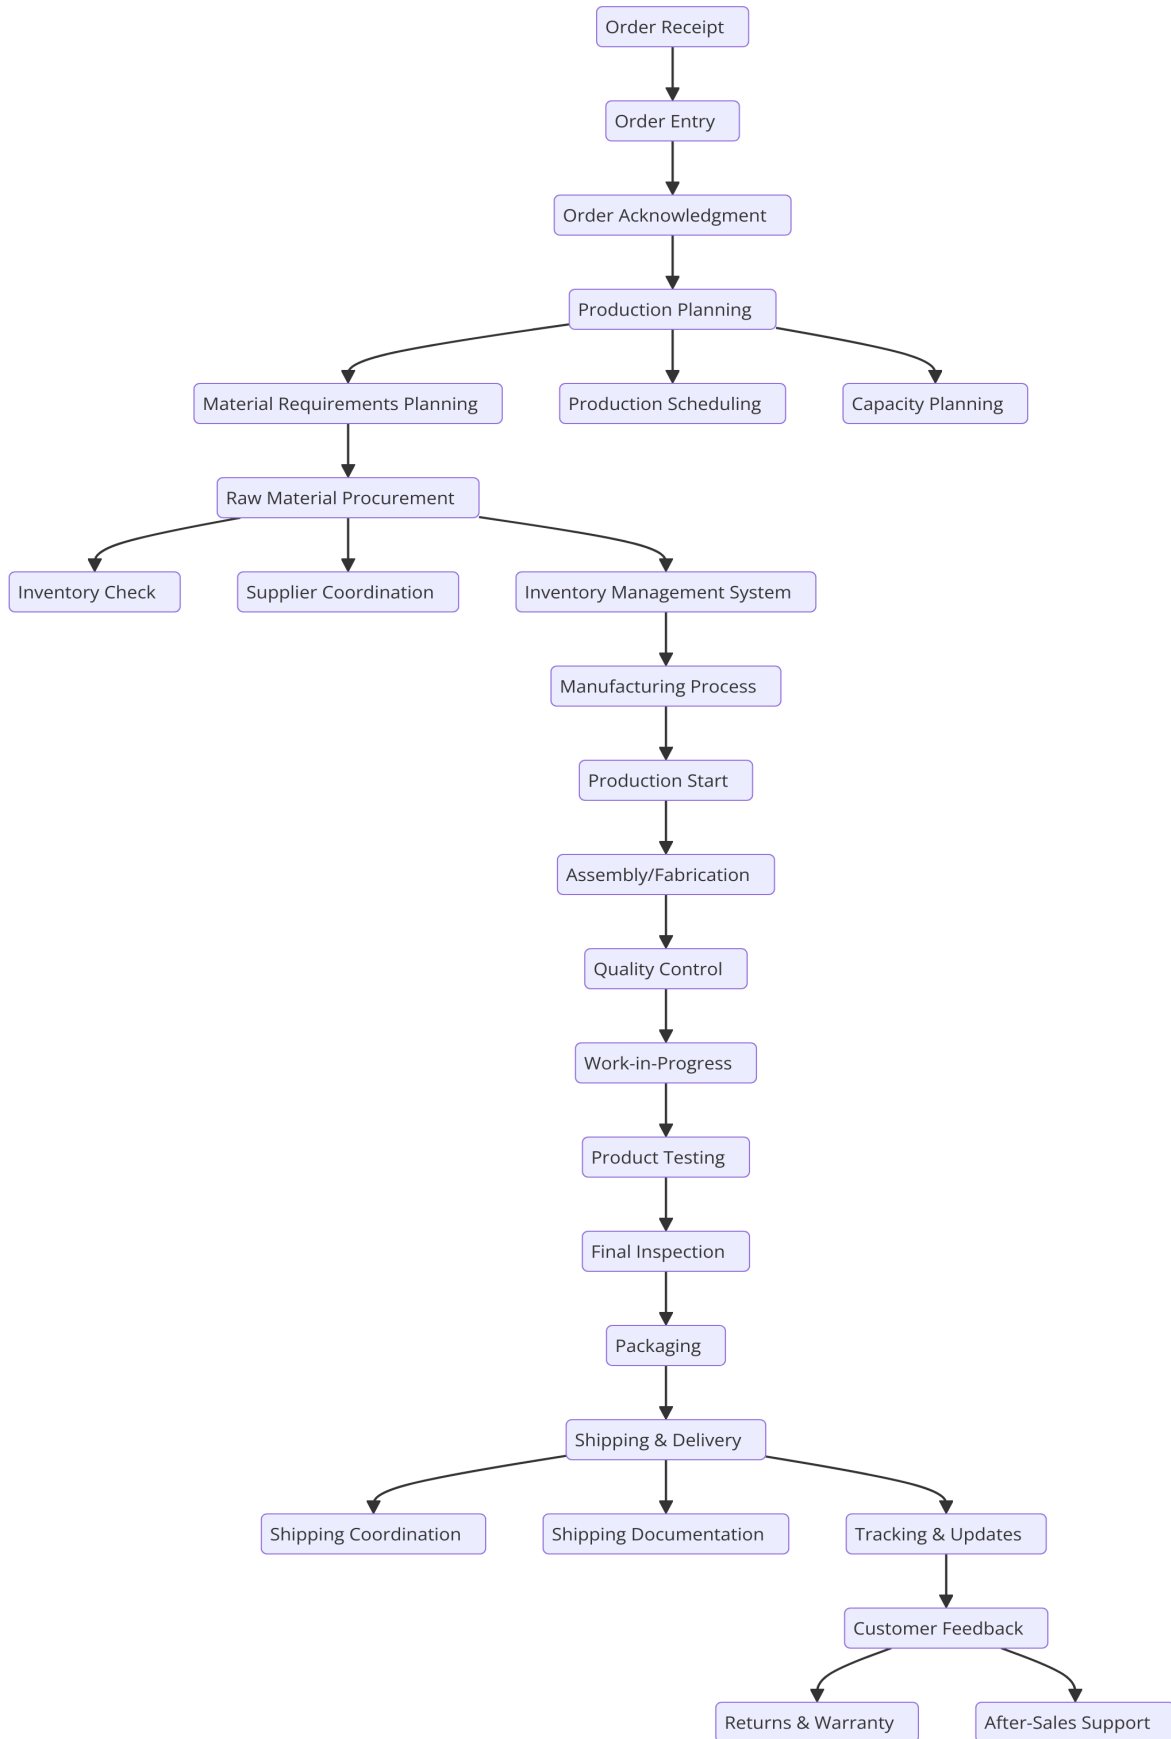 Order Receipt
Order Entry
Order Acknowledgment
Production Planning
Material Requirements Planning
Production Scheduling
Capacity Planning
Raw Material Procurement
Inventory Check
Supplier Coordination
Inventory Management System
Manufacturing Process
Production Start
Assembly/Fabrication
Quality Control
Work-in-Progress
Product Testing
Final Inspection
Packaging
Shipping & Delivery
Shipping Coordination
Shipping Documentation
Tracking & Updates
Customer Feedback
Returns & Warranty
After-Sales Support